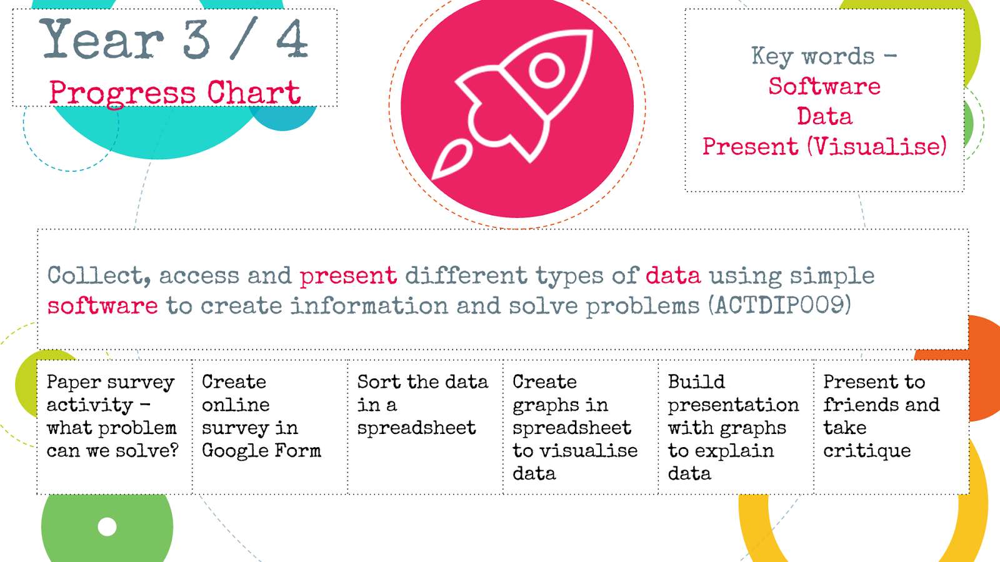 Year 3 / 4
Progress Chart
Key words -
Software
Data
Present (Visualise)
Collect, access and present different types of data using simple
software to create information and solve problems (ACTDIP009)
Paper survey
activity -
what problem
can we solve?
Create
online
survey in
Google Form
Sort the data
in a
spreadsheet
Create
graphs in
spreadsheet
to visualise
data
Build
presentation
with graphs
to explain
data
Present to
friends and
take
critique